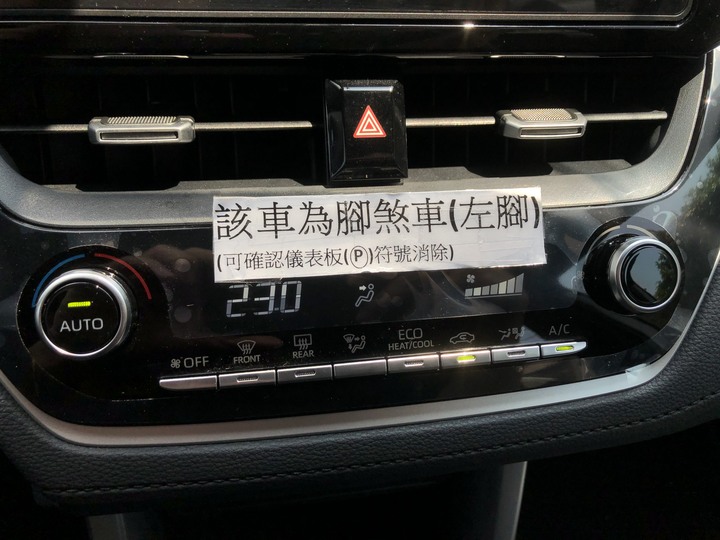 該車為腳煞車(左腳)
(可確認儀表板(Ⓟ)符號消除)
23.0
AUTO
OFF
FRONT
REAR
ECO
HEAT/COOL
A/C